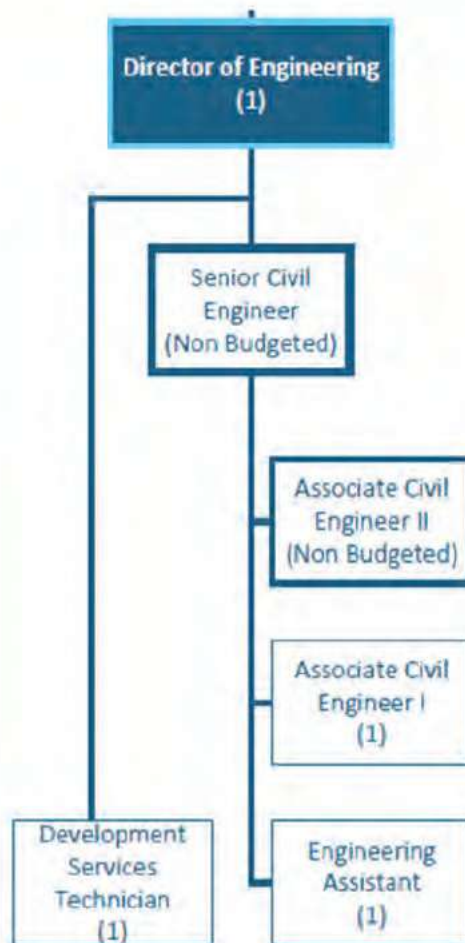 Director of Engineering
(1)
Senior Civil
Engineer
(Non Budgeted)
Associate Civil
Engineer II
(Non Budgeted)
Associate Civil
Engineer I
(1)
Development
Services
Technician
(1)
Engineering
Assistant
(1)